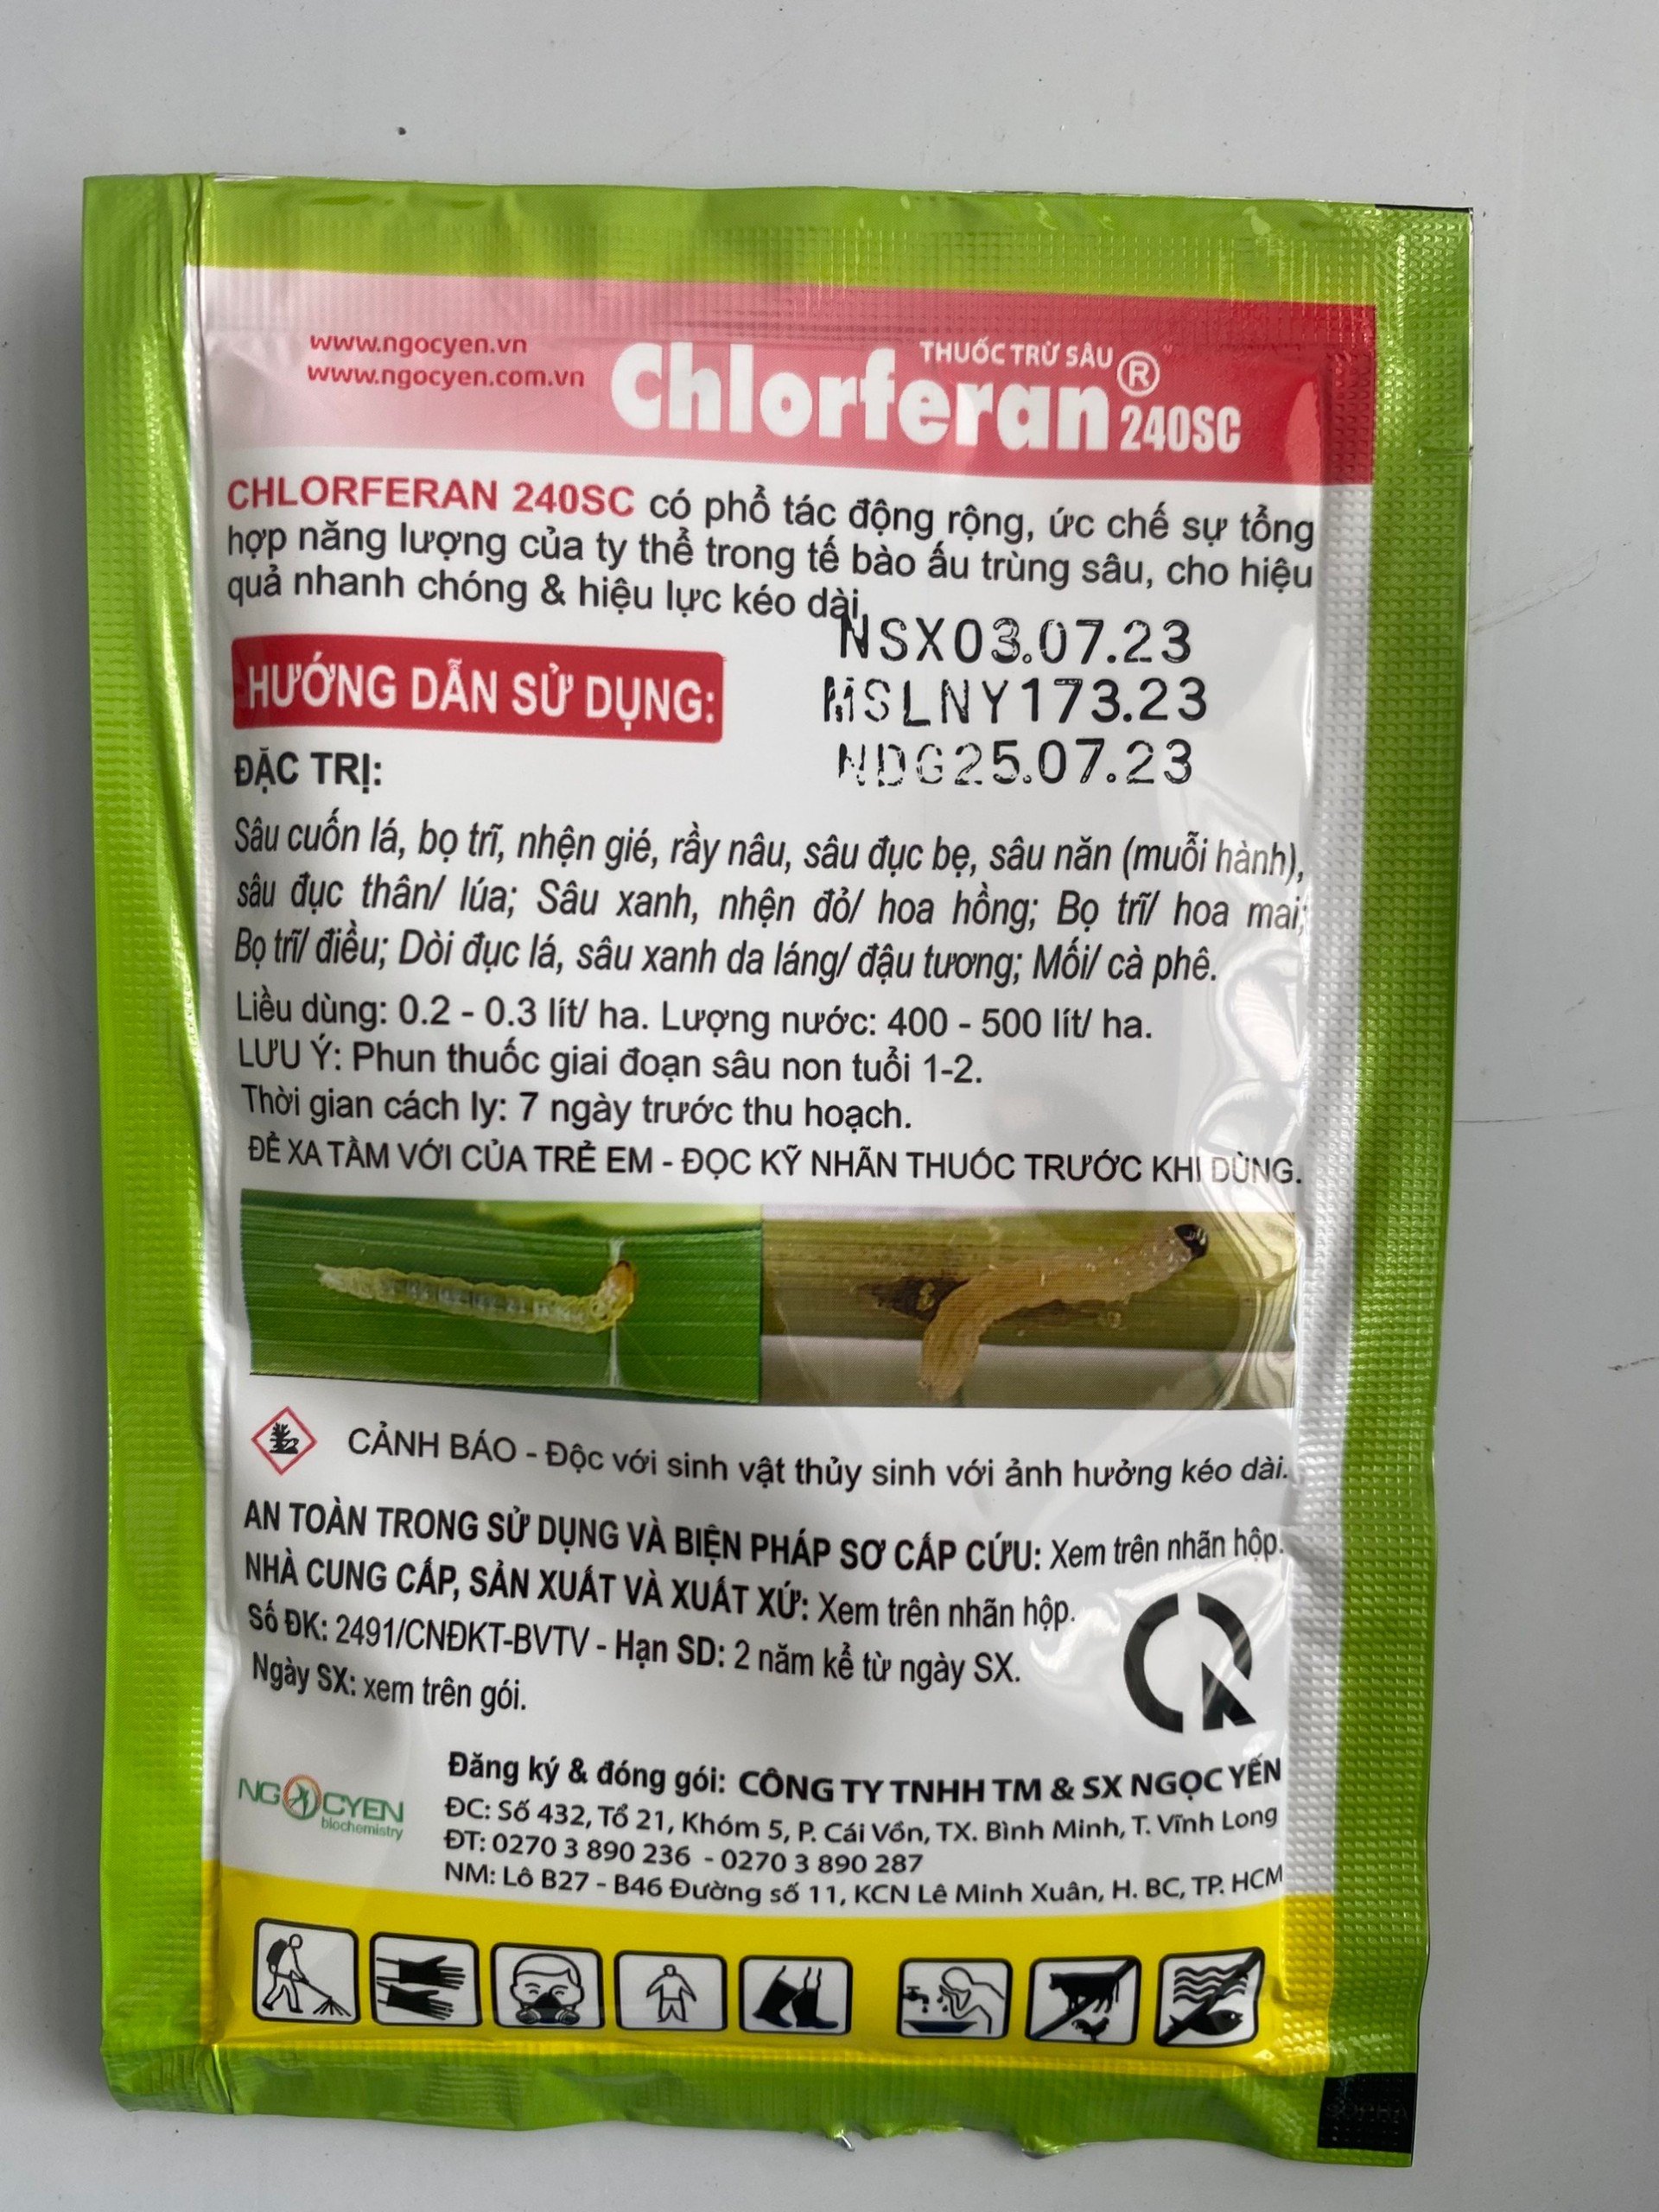 www.ngocyen.vn
www.ngocyen.com.vn
THUỐC TRỪ SÂU
Chlorferan® 240SC
CHLORFERAN 240SC có phổ tác động rộng, ức chế sự tổng
hợp năng lượng của ty thể trong tế bào ấu trùng sâu, cho hiệu
quả nhanh chóng & hiệu lực kéo dài.
NSX03.07.23
MSLNY173.23
NDG25.07.23
HƯỚNG DẪN SỬ DỤNG:
ĐẶC TRỊ:
Sâu cuốn lá, bọ trĩ, nhện gié, rầy nâu, sâu đục bẹ, sâu năn (muỗi hành),
sâu đục thân/ lúa; Sâu xanh, nhện đỏ/ hoa hồng; Bọ trĩ/ hoa mai;
Bọ trĩ/ điều; Dòi đục lá, sâu xanh da láng/ đậu tương; Mối/ cà phê.
Liều dùng: 0.2 - 0.3 lít/ ha. Lượng nước: 400 - 500 lít/ ha.
LƯU Ý: Phun thuốc giai đoạn sâu non tuổi 1-2.
Thời gian cách ly: 7 ngày trước thu hoạch.
ĐỂ XA TẦM VỚI CỦA TRẺ EM - ĐỌC KỸ NHÃN THUỐC TRƯỚC KHI DÙNG.
CẢNH BÁO - Độc với sinh vật thủy sinh với ảnh hưởng kéo dài.
AN TOÀN TRONG SỬ DỤNG VÀ BIỆN PHÁP SƠ CẤP CỨU: Xem trên nhãn hộp.
NHÀ CUNG CẤP, SẢN XUẤT VÀ XUẤT XỨ: Xem trên nhãn hộp.
Số ĐK: 2491/CNĐKT-BVTV - Hạn SD: 2 năm kể từ ngày SX.
Ngày SX: xem trên gói.
NGOCYEN
biochemistry
Đăng ký & đóng gói: CÔNG TY TNHH TM & SX NGỌC YẾN
ĐC: Số 432, Tổ 21, Khóm 5, P. Cái Vồn, TX. Bình Minh, T. Vĩnh Long
ĐT: 0270 3 890 236 - 0270 3 890 287
NM: Lô B27 - B46 Đường số 11, KCN Lê Minh Xuân, H. BC, TP. HCM